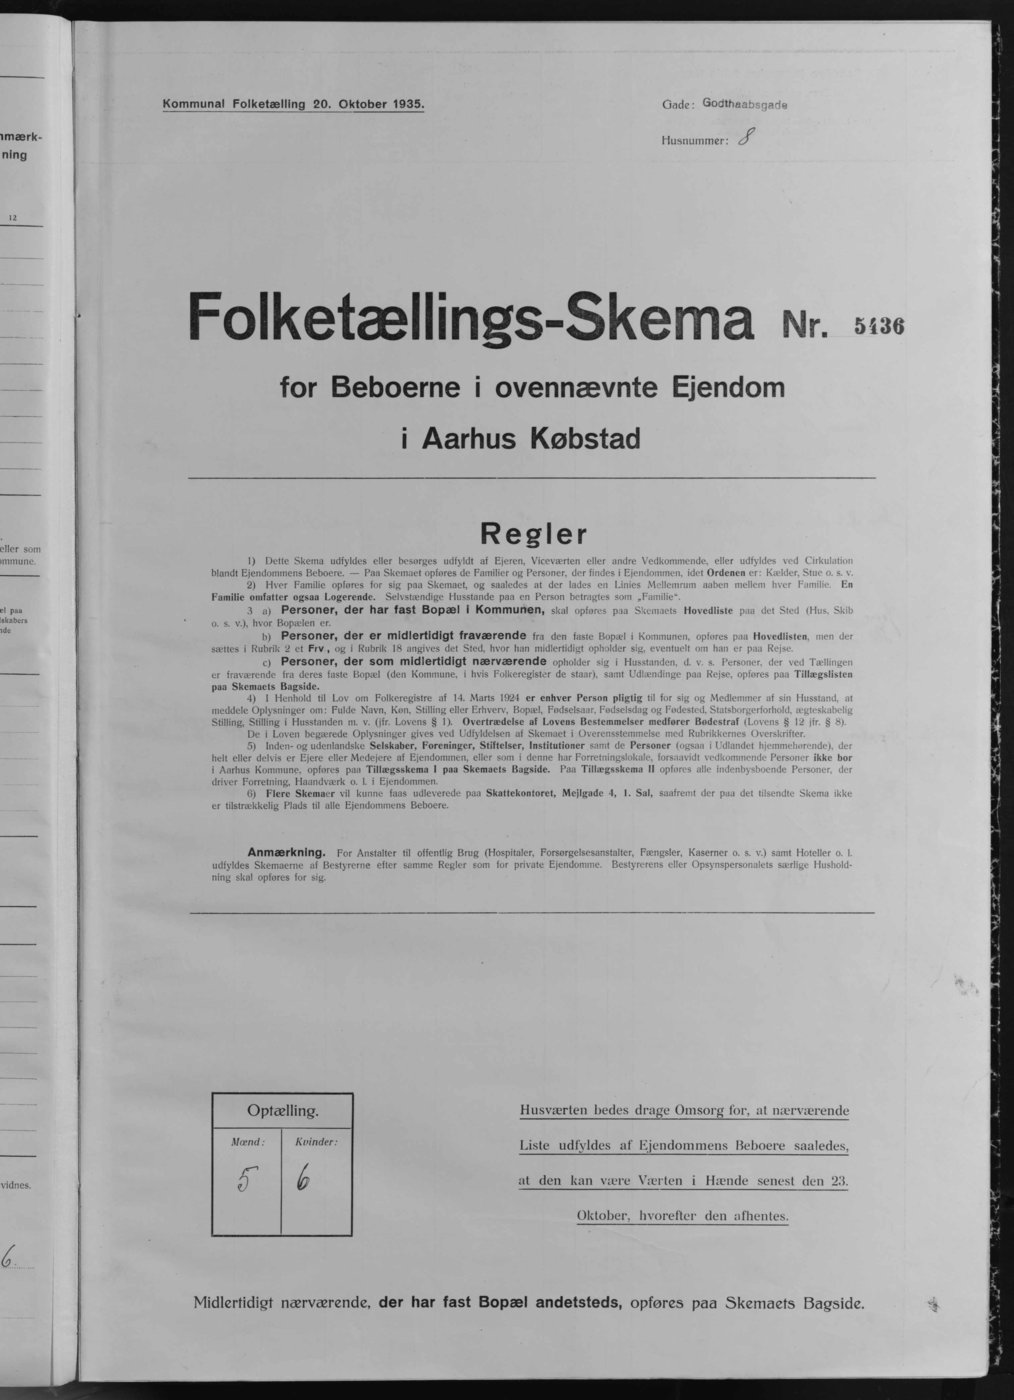 nmærk-
ning
12
eller som
ommune.
el paa
lskabers
nde
vidnes.
6
Kommunal Folketælling 20. Oktober 1935.
Gade: Godthaabsgade
Husnummer: 8
Folketællings-Skema Nr. 5436
for Beboerne i ovennævnte Ejendom
i Aarhus Købstad
Regler
1) Dette Skema udfyldes eller besørges udfyldt af Ejeren, Viceværten eller andre Vedkommende, eller udfyldes ved Cirkulation
blandt Ejendommens Beboere. — Paa Skemaet opføres de Familier og Personer, der findes i Ejendommen, idet Ordenen er: Kælder, Stue o. s. v.
2) Hver Familie opføres for sig paa Skemaet, og saaledes at der lades en Linies Mellemrum aaben mellem hver Familie. En
Familie omfatter ogsaa Logerende. Selvstændige Husstande paa en Person betragtes som „Familie“.
3 a) Personer, der har fast Bopæl i Kommunen, skal opføres paa Skemaets Hovedliste paa det Sted (Hus, Skib
o. s. v.), hvor Bopælen er.
b) Personer, der er midlertidigt fraværende fra den faste Bopæl i Kommunen, opføres paa Hovedlisten, men der
sættes i Rubrik 2 et Frv., og i Rubrik 18 angives det Sted, hvor han midlertidigt opholder sig, eventuelt om han er paa Rejse.
c) Personer, der som midlertidigt nærværende opholder sig i Husstanden, d. v. s. Personer, der ved Tællingen
er fraværende fra deres faste Bopæl (den Kommune, i hvis Folkeregister de staar), samt Udlændinge paa Rejse, opføres paa Tillægslisten
paa Skemaets Bagside.
4) I Henhold til Lov om Folkeregistre af 14. Marts 1924 er enhver Person pligtig til for sig og Medlemmer af sin Husstand, at
meddele Oplysninger om: Fulde Navn, Køn, Stilling eller Erhverv, Bopæl, Fødselsaar, Fødselsdag og Fødested, Statsborgerforhold, ægteskabelig
Stilling, Stilling i Husstanden m. v. (jfr. Lovens § 1). Overtrædelse af Lovens Bestemmelser medfører Bødestraf (Lovens § 12 jfr. § 8).
De i Loven begærede Oplysninger gives ved Udfyldelsen af Skemaet i Overensstemmelse med Rubrikkernes Overskrifter.
5) Inden- og udenlandske Selskaber, Foreninger, Stiftelser, Institutioner samt de Personer (ogsaa i Udlandet hjemmehørende), der
helt eller delvis er Ejere eller Medejere af Ejendommen, eller som i denne har Forretningslokale, forsaavidt vedkommende Personer ikke bor
i Aarhus Kommune, opføres paa Tillægsskema I paa Skemaets Bagside. Paa Tillægsskema II opføres alle indenbysboende Personer, der
driver Forretning, Haandværk o. l. i Ejendommen.
6) Flere Skemaer vil kunne faas udleverede paa Skattekontoret, Mejlgade 4, 1. Sal, saafremt der paa det tilsendte Skema ikke
er tilstrækkelig Plads til alle Ejendommens Beboere.
Anmærkning. For Anstalter til offentlig Brug (Hospitaler, Forsørgelsesanstalter, Fængsler, Kaserner o. s. v.) samt Hoteller o. l.
udfyldes Skemaerne af Bestyrerne efter samme Regler som for private Ejendomme. Bestyrerens eller Opsynspersonalets særlige Hushold-
ning skal opføres for sig.
Optælling.
Mænd: Kvinder:
5 6
Husværten bedes drage Omsorg for, at nærværende
Liste udfyldes af Ejendommens Beboere saaledes,
at den kan være Værten i Hænde senest den 23.
Oktober, hvorefter den afhentes.
Midlertidigt nærværende, der har fast Bopæl andetsteds, opføres paa Skemaets Bagside.